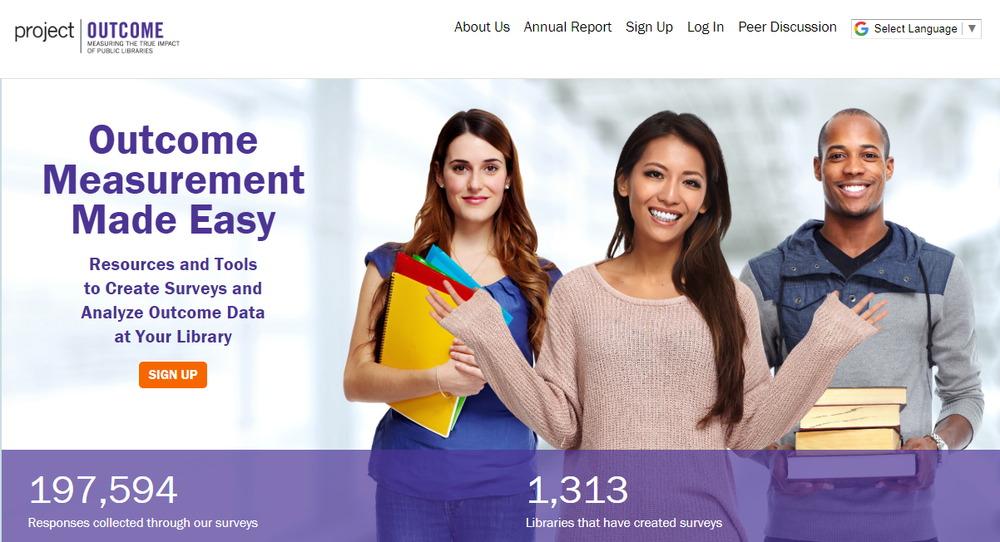 project OUTCOME
MEASURING THE TRUE IMPACT
OF PUBLIC LIBRARIES
About Us Annual Report Sign Up Log In Peer Discussion Select Language ▼
Outcome
Measurement
Made Easy
Resources and Tools
to Create Surveys and
Analyze Outcome Data
at Your Library
SIGN UP
197,594 1,313
Responses collected through our surveys Libraries that have created surveys